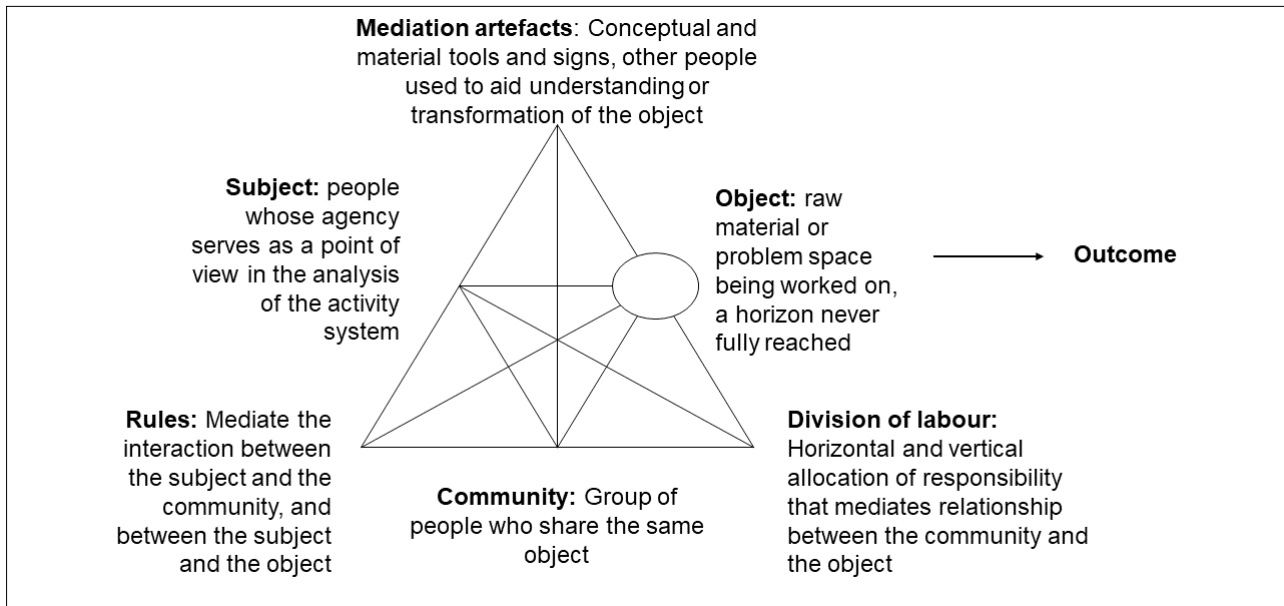 Mediation artefacts: Conceptual and
material tools and signs, other people
used to aid understanding or
transformation of the object
Subject: people
whose agency
serves as a point of
view in the analysis
of the activity
system
Object: raw
material or
problem space
being worked on,
a horizon never
fully reached
Outcome
Rules: Mediate the
interaction between
the subject and the
community, and
between the subject
and the object
Community: Group of
people who share the same
object
Division of labour:
Horizontal and vertical
allocation of responsibility
that mediates relationship
between the community and
the object